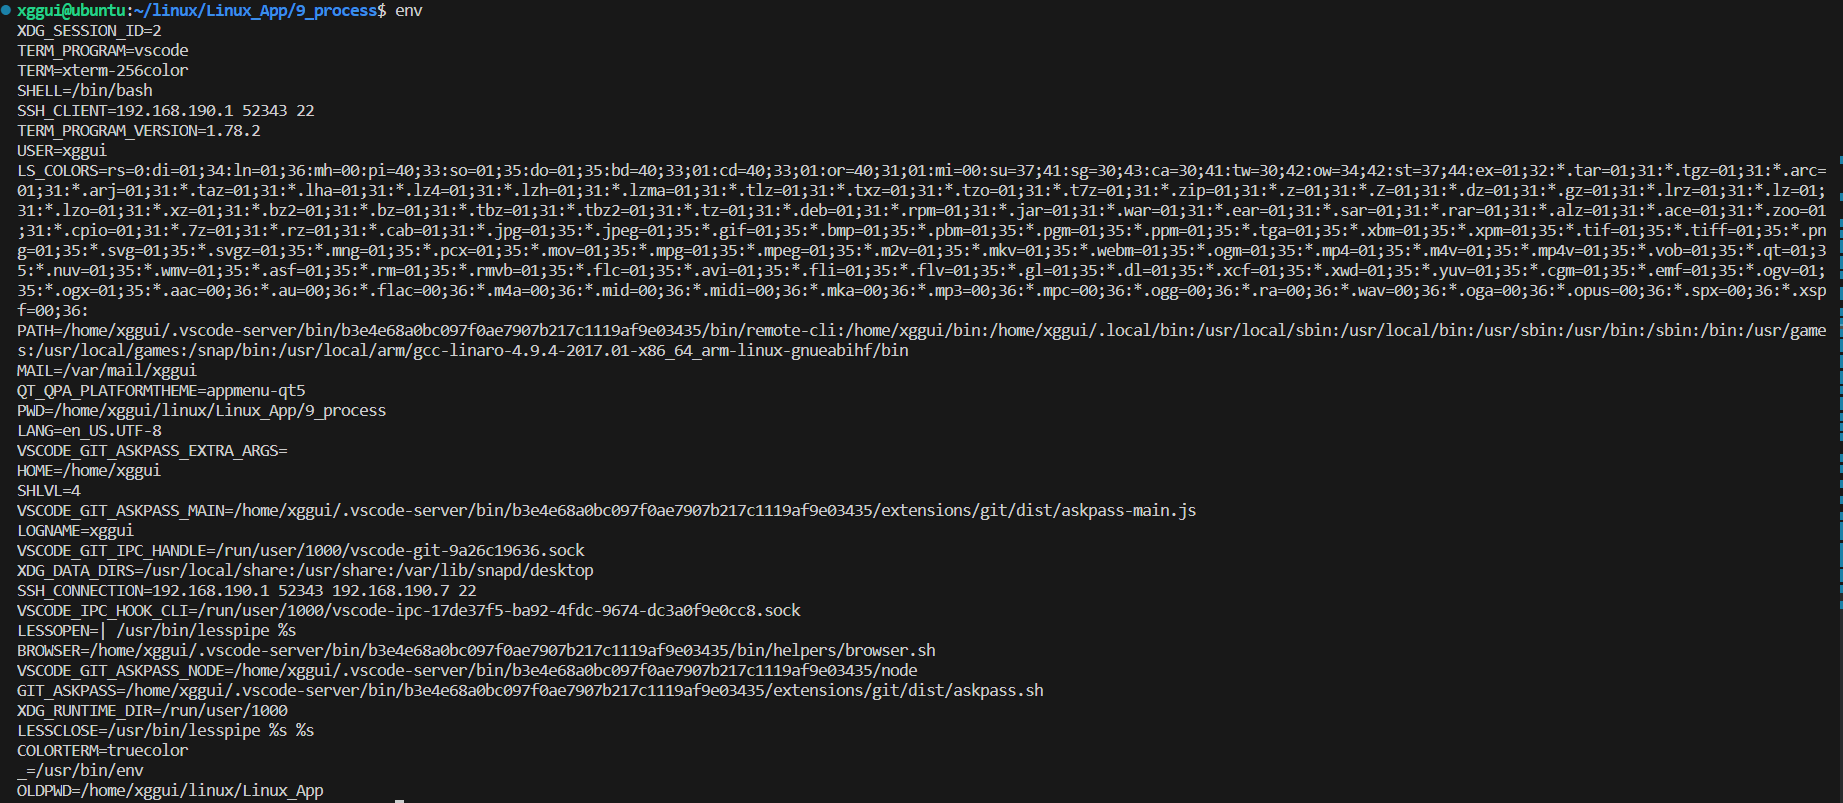 xggui@ubuntu:~/linux/Linux_App/9_process$ env
XDG_SESSION_ID=2
TERM_PROGRAM=vscode
TERM=xterm-256color
SHELL=/bin/bash
SSH_CLIENT=192.168.190.1 52343 22
TERM_PROGRAM_VERSION=1.78.2
USER=xggui
LS_COLORS=rs=0:di=01;34:ln=01;36:mh=00:pi=40;33:so=01;35:do=01;35:bd=40;33;01:cd=40;33;01:or=40;31;01:mi=00:su=37;41:sg=30;43:ca=30;41:tw=30;42:ow=34;42:st=37;44:ex=01;32:*.tar=01;31:*.tgz=01;31:*.arc=
01;31:*.arj=01;31:*.taz=01;31:*.lha=01;31:*.lz4=01;31:*.lzh=01;31:*.lzma=01;31:*.tlz=01;31:*.txz=01;31:*.tzo=01;31:*.t7z=01;31:*.zip=01;31:*.z=01;31:*.Z=01;31:*.dz=01;31:*.gz=01;31:*.lrz=01;31:*.lz=01;
31:*.lzo=01;31:*.xz=01;31:*.bz2=01;31:*.bz=01;31:*.tbz=01;31:*.tbz2=01;31:*.tz=01;31:*.deb=01;31:*.rpm=01;31:*.jar=01;31:*.war=01;31:*.ear=01;31:*.sar=01;31:*.rar=01;31:*.alz=01;31:*.ace=01;31:*.zoo=01
;31:*.cpio=01;31:*.7z=01;31:*.rz=01;31:*.cab=01;31:*.jpg=01;35:*.jpeg=01;35:*.gif=01;35:*.bmp=01;35:*.pbm=01;35:*.pgm=01;35:*.ppm=01;35:*.tga=01;35:*.xbm=01;35:*.xpm=01;35:*.tif=01;35:*.tiff=01;35:*.pn
g=01;35:*.svg=01;35:*.svgz=01;35:*.mng=01;35:*.pcx=01;35:*.mov=01;35:*.mpg=01;35:*.mpeg=01;35:*.m2v=01;35:*.mkv=01;35:*.webm=01;35:*.ogm=01;35:*.mp4=01;35:*.m4v=01;35:*.mp4v=01;35:*.vob=01;35:*.qt=01;3
5:*.nuv=01;35:*.wmv=01;35:*.asf=01;35:*.rm=01;35:*.rmvb=01;35:*.flc=01;35:*.avi=01;35:*.fli=01;35:*.flv=01;35:*.gl=01;35:*.dl=01;35:*.xcf=01;35:*.xwd=01;35:*.yuv=01;35:*.cgm=01;35:*.emf=01;35:*.ogv=01;
35:*.ogx=01;35:*.aac=00;36:*.au=00;36:*.flac=00;36:*.m4a=00;36:*.mid=00;36:*.midi=00;36:*.mka=00;36:*.mp3=00;36:*.mpc=00;36:*.ogg=00;36:*.ra=00;36:*.wav=00;36:*.oga=00;36:*.opus=00;36:*.spx=00;36:*.xsp
f=00;36:
PATH=/home/xggui/.vscode-server/bin/b3e4e68a0bc097f0ae7907b217c1119af9e03435/bin/remote-cli:/home/xggui/bin:/home/xggui/.local/bin:/usr/local/sbin:/usr/local/bin:/usr/sbin:/usr/bin:/sbin:/bin:/usr/game
s:/usr/local/games:/snap/bin:/usr/local/arm/gcc-linaro-4.9.4-2017.01-x86_64_arm-linux-gnueabihf/bin
MAIL=/var/mail/xggui
QT_QPA_PLATFORMTHEME=appmenu-qt5
PWD=/home/xggui/linux/Linux_App/9_process
LANG=en_US.UTF-8
VSCODE_GIT_ASKPASS_EXTRA_ARGS=
HOME=/home/xggui
SHLVL=4
VSCODE_GIT_ASKPASS_MAIN=/home/xggui/.vscode-server/bin/b3e4e68a0bc097f0ae7907b217c1119af9e03435/extensions/git/dist/askpass-main.js
LOGNAME=xggui
VSCODE_GIT_IPC_HANDLE=/run/user/1000/vscode-git-9a26c19636.sock
XDG_DATA_DIRS=/usr/local/share:/usr/share:/var/lib/snapd/desktop
SSH_CONNECTION=192.168.190.1 52343 192.168.190.7 22
VSCODE_IPC_HOOK_CLI=/run/user/1000/vscode-ipc-17de37f5-ba92-4fdc-9674-dc3a0f9e0cc8.sock
LESSOPEN=| /usr/bin/lesspipe %s
BROWSER=/home/xggui/.vscode-server/bin/b3e4e68a0bc097f0ae7907b217c1119af9e03435/bin/helpers/browser.sh
VSCODE_GIT_ASKPASS_NODE=/home/xggui/.vscode-server/bin/b3e4e68a0bc097f0ae7907b217c1119af9e03435/node
GIT_ASKPASS=/home/xggui/.vscode-server/bin/b3e4e68a0bc097f0ae7907b217c1119af9e03435/extensions/git/dist/askpass.sh
XDG_RUNTIME_DIR=/run/user/1000
LESSCLOSE=/usr/bin/lesspipe %s %s
COLORTERM=truecolor
_=/usr/bin/env
OLDPWD=/home/xggui/linux/Linux_App